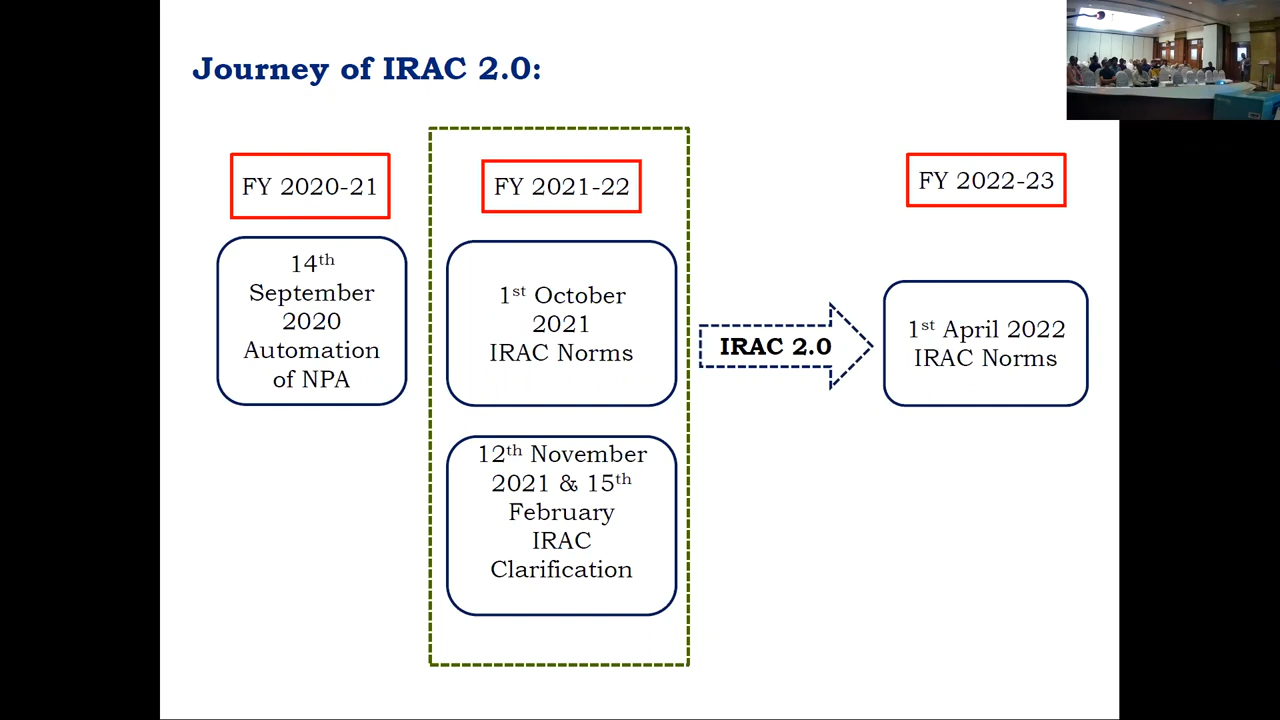 Journey of IRAC 2.0:
FY 2020-21
14th
September
2020
Automation
of NPA
FY 2021-22
1st October
2021
IRAC Norms
12th November
2021 & 15th
February
IRAC
Clarification
IRAC 2.0
FY 2022-23
1st April 2022
IRAC Norms